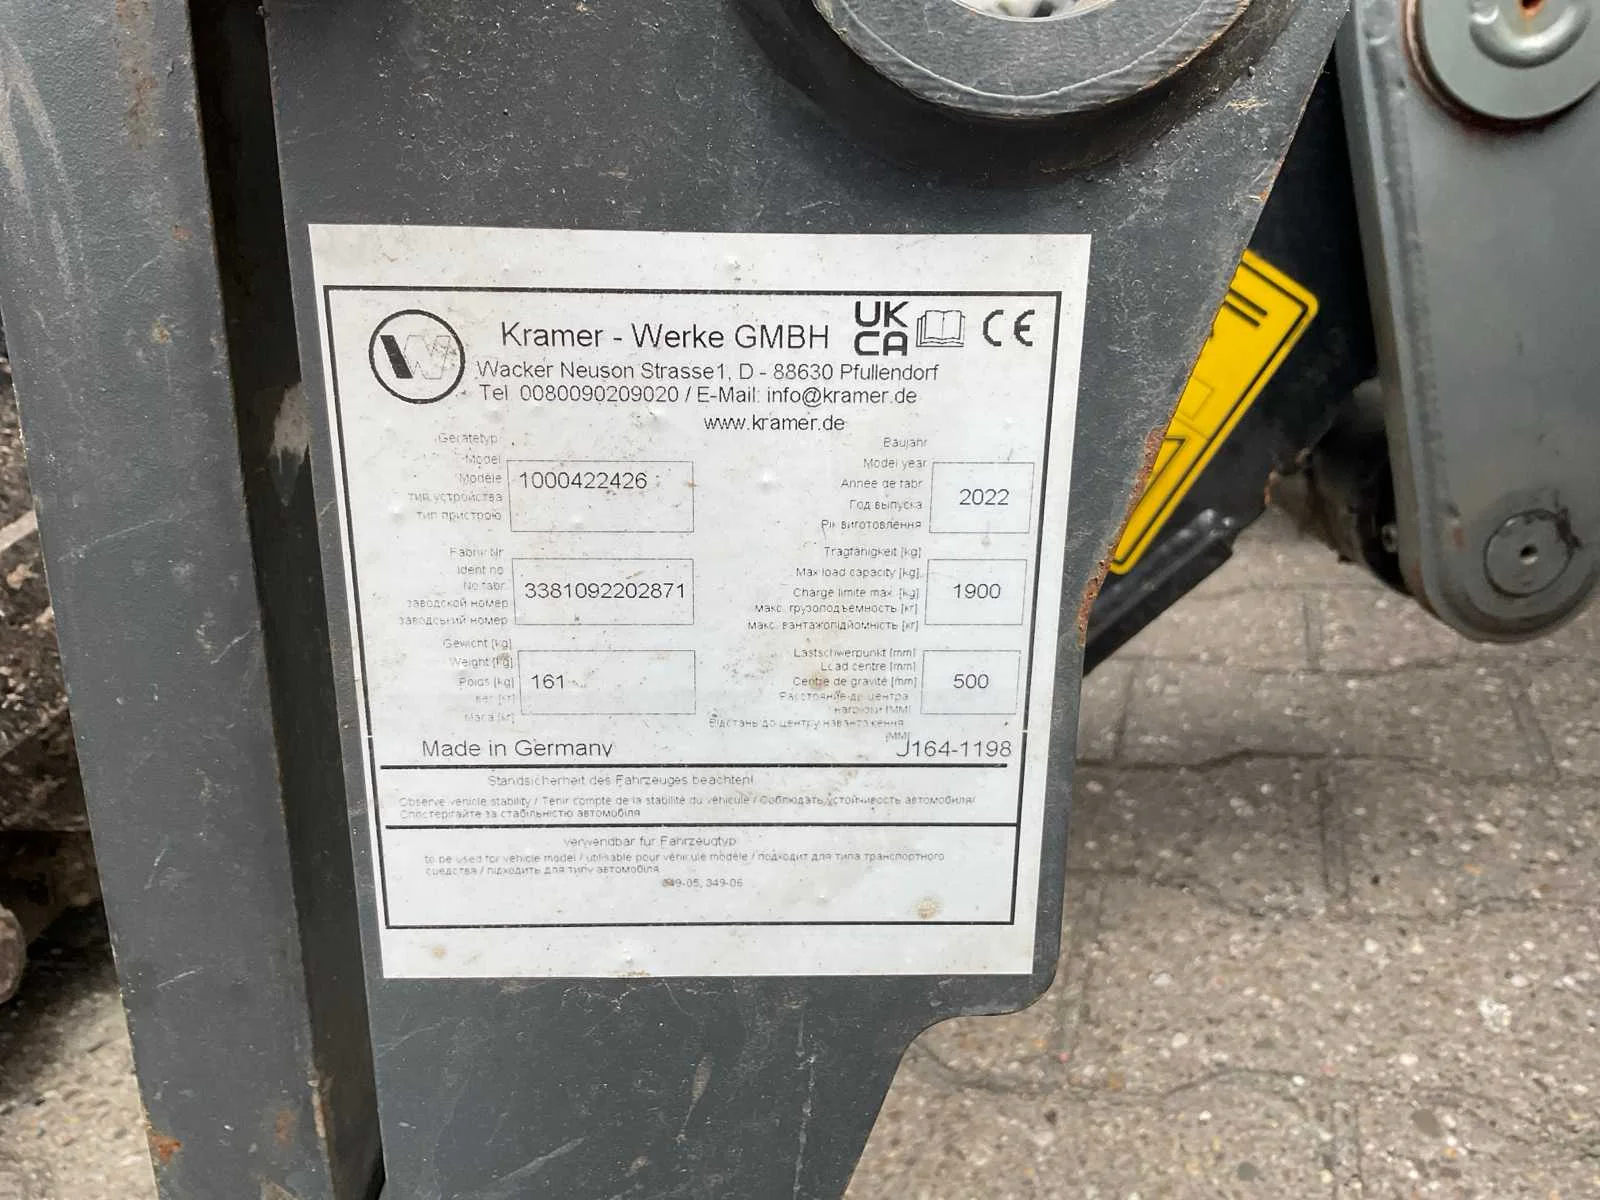 Kramer - Werke GMBH UK CA CE
W
Wacker Neuson Strasse1, D - 88630 Pfullendorf
Tel 0080090209020 / E-Mail: info@kramer.de
www.kramer.de
Gerätetyp
Model
Modèle
тип устройства
тип пристрою
1000422426
Baujahr
Model year
Année de fabr
Год выпуска
Рік виготовлення
2022
Fabrik Nr
Ident no
No fabr
заводской номер
заводський номер
3381092202871
Tragfähigkeit [kg]
Max load capacity [kg]
Charge limite max. [kg]
макс. грузоподъемность [кг]
макс. вантажопідйомність [кг]
1900
Gewicht [kg]
Weight [kg]
Poids [kg]
вес [кг]
Маса [кг]
161
Lastschwerpunkt [mm]
Load centre [mm]
Centre de gravité [mm]
Расстояние до центра
нагрузки [MM]
Відстань до центру навантаження
[MM]
500
Made in Germany J164-1198
Standsicherheit des Fahrzeuges beachten!
Observe vehicle stability / Tenir compte de la stabilité du véhicule / Соблюдать устойчивость автомобиля/
Спостерігайте за стабільністю автомобіля
verwendbar für Fahrzeugtyp
to be used for vehicle model / utilisable pour véhicule modèle / подходит для типа транспортного
средства / підходить для типу автомобіля
349-05, 349-06